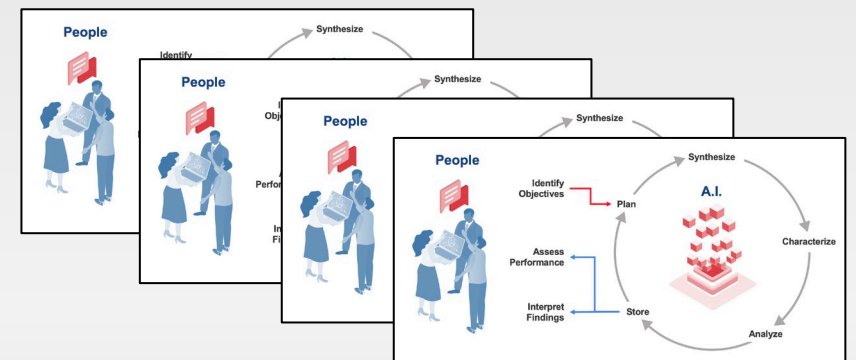 People
Synthesize
Identify
People
Synthesize
People
Synthesize
People
Synthesize
Identify
Objectives
Plan
A.I.
Assess
Performance
Characterize
Interpret
Findings
Store
Analyze